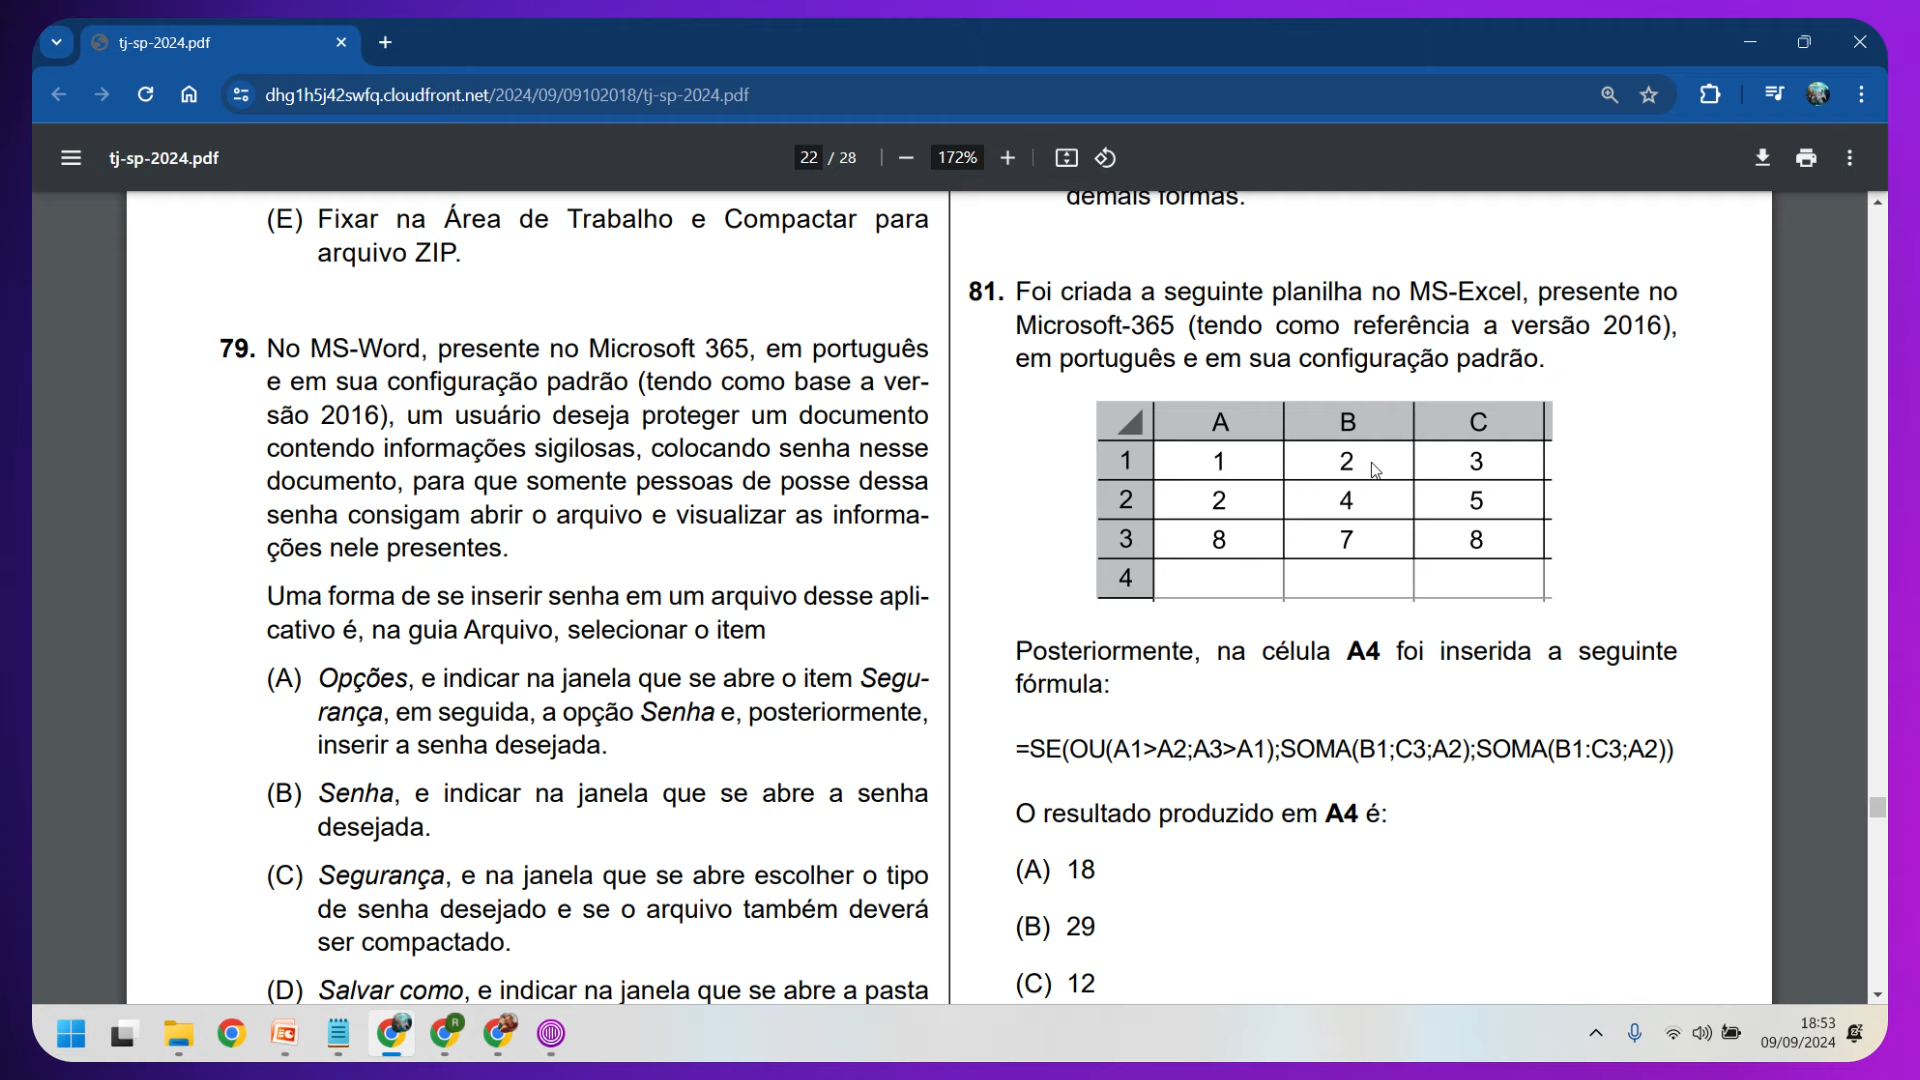 tj-sp-2024.pdf
dhg1h5j42swfq.cloudfront.net/2024/09/09102018/tj-sp-2024.pdf
tj-sp-2024.pdf
22 / 28
172%
(E) Fixar na Área de Trabalho e Compactar para
arquivo ZIP.
79. No MS-Word, presente no Microsoft 365, em português
e em sua configuração padrão (tendo como base a ver-
são 2016), um usuário deseja proteger um documento
contendo informações sigilosas, colocando senha nesse
documento, para que somente pessoas de posse dessa
senha consigam abrir o arquivo e visualizar as informa-
ções nele presentes.
Uma forma de se inserir senha em um arquivo desse apli-
cativo é, na guia Arquivo, selecionar o item
(A) Opções, e indicar na janela que se abre o item Segu-
rança, em seguida, a opção Senha e, posteriormente,
inserir a senha desejada.
(B) Senha, e indicar na janela que se abre a senha
desejada.
(C) Segurança, e na janela que se abre escolher o tipo
de senha desejado e se o arquivo também deverá
ser compactado.
(D) Salvar como, e indicar na janela que se abre a pasta
demais formas.
81. Foi criada a seguinte planilha no MS-Excel, presente no
Microsoft-365 (tendo como referência a versão 2016),
em português e em sua configuração padrão.
A B C
1 1 2 3
2 2 4 5
3 8 7 8
4
Posteriormente, na célula A4 foi inserida a seguinte
fórmula:
=SE(OU(A1>A2;A3>A1);SOMA(B1;C3;A2);SOMA(B1:C3;A2))
O resultado produzido em A4 é:
(A) 18
(B) 29
(C) 12
R
18:53
09/09/2024